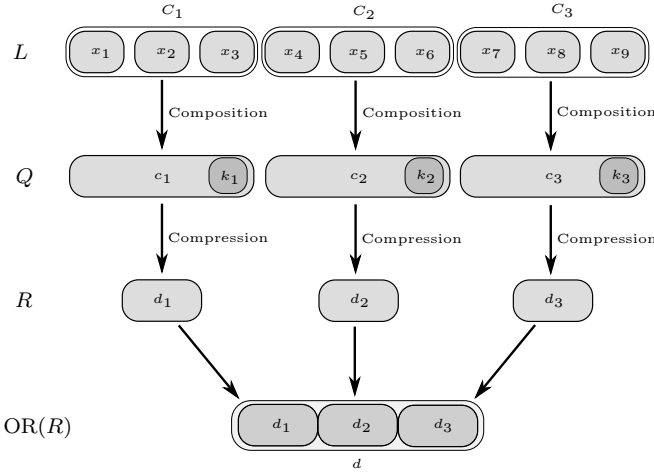 C₁ C₂ C₃
L x₁ x₂ x₃ x₄ x₅ x₆ x₇ x₈ x₉
Composition Composition Composition
Q c₁ k₁ c₂ k₂ c₃ k₃
Compression Compression Compression
R d₁ d₂ d₃
OR(R) d₁ d₂ d₃
d